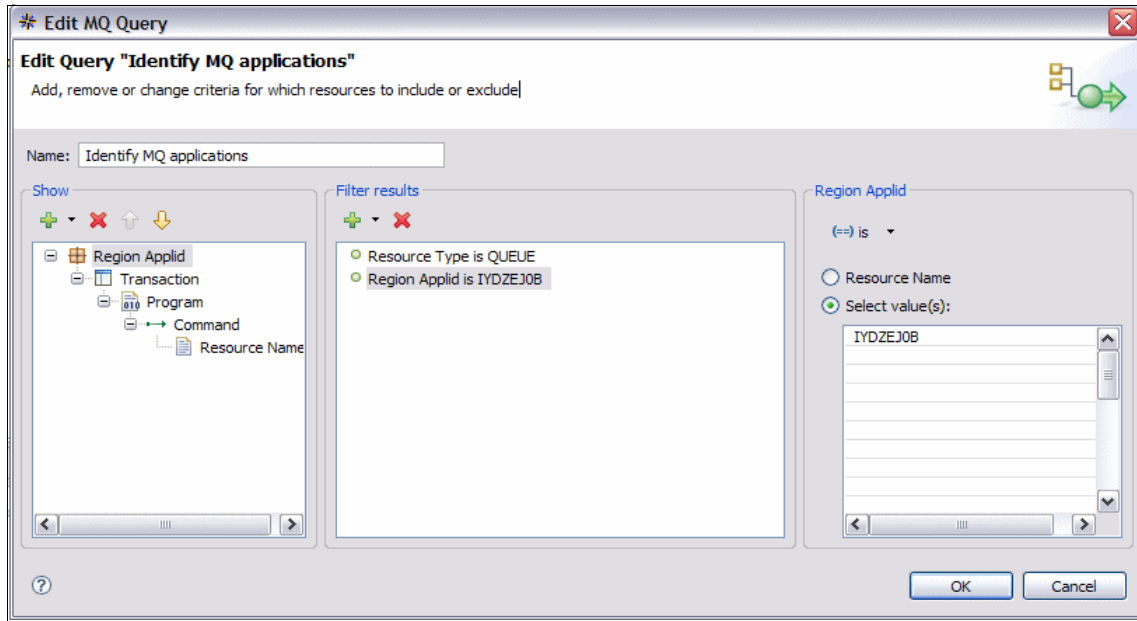 Edit MQ Query
Edit Query "Identify MQ applications"
Add, remove or change criteria for which resources to include or exclude
Name: Identify MQ applications
Show
Region Applid
Transaction
010 Program
Command
Resource Name
Filter results
Resource Type is QUEUE
Region Applid is IYDZEJ0B
Region Applid
(==) is
Resource Name
Select value(s):
IYDZEJ0B
?
OK
Cancel